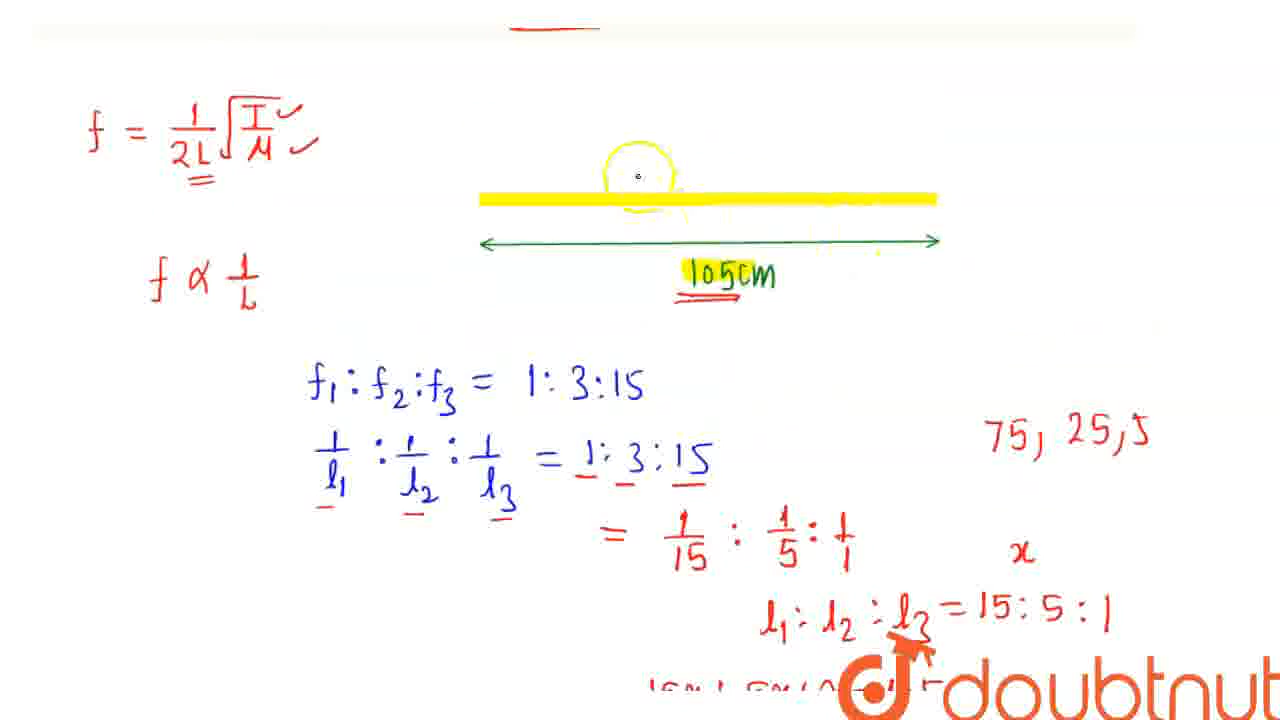 f = 1/2L √T/μ
105cm
f ∝ 1/L
f₁ : f₂ : f₃ = 1 : 3 : 15
1/l₁ : 1/l₂ : 1/l₃ = 1 : 3 : 15
75, 25, 5
= 1/15 : 1/5 : 1/1
x
l₁ : l₂ : l₃ = 15 : 5 : 1
doubtnut